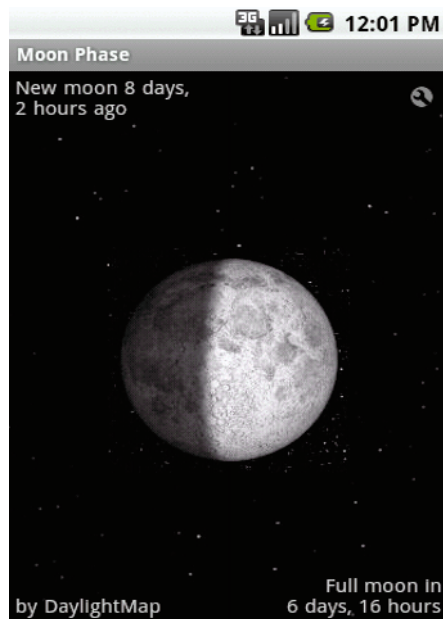 3G 12:01 PM
Moon Phase
New moon 8 days,
2 hours ago
Full moon in
by DaylightMap 6 days, 16 hours